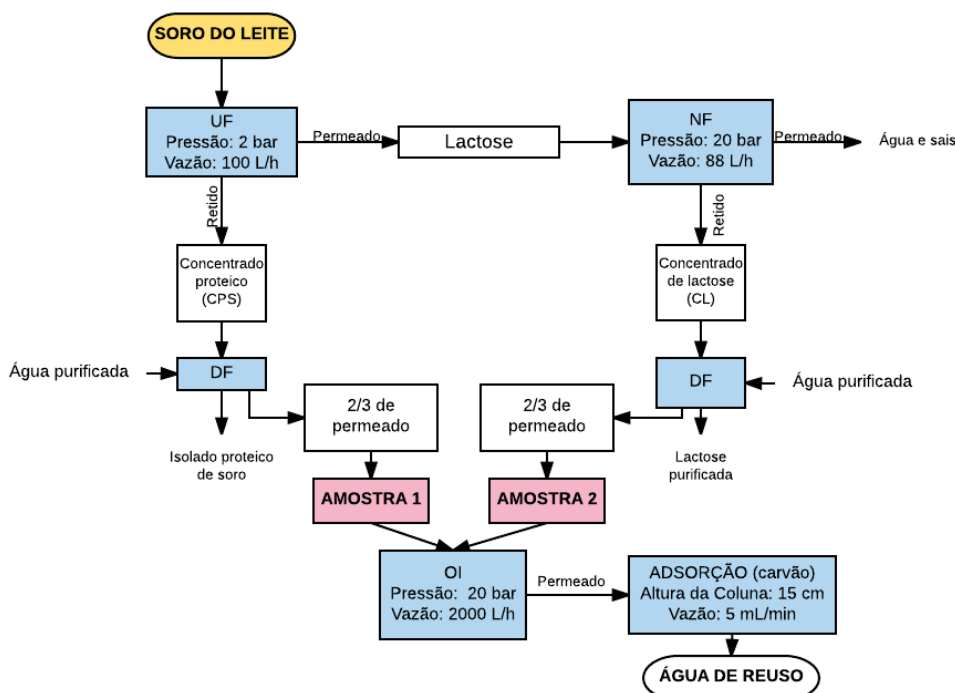 SORO DO LEITE
UF
Pressão: 2 bar
Vazão: 100 L/h
Permeado
Lactose
NF
Pressão: 20 bar
Vazão: 88 L/h
Permeado
Água e sais
Retido
Retido
Concentrado
proteico
(CPS)
Concentrado
de lactose
(CL)
Água purificada
DF
DF
Água purificada
2/3 de
permeado
2/3 de
permeado
Isolado proteico
de soro
Lactose
purificada
AMOSTRA 1
AMOSTRA 2
OI
Pressão: 20 bar
Vazão: 2000 L/h
Permeado
ADSORÇÃO (carvão)
Altura da Coluna: 15 cm
Vazão: 5 mL/min
ÁGUA DE REUSO